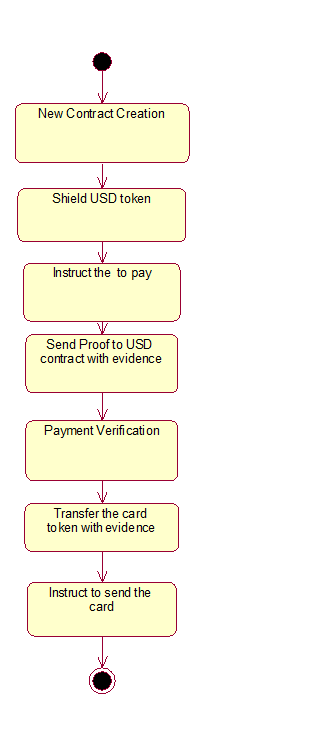 New Contract Creation
Shield USD token
Instruct the  to pay
Send Proof to USD
contract with evidence
Payment Verification
Transfer the card
token with evidence
Instruct to send the
card